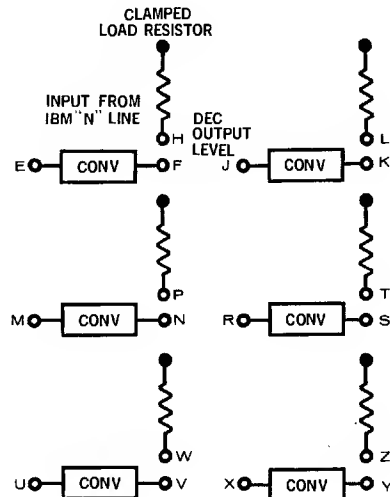 CLAMPED
LOAD RESISTOR
INPUT FROM
IBM "N" LINE
H
DEC
OUTPUT
LEVEL
L
E
CONV
F
J
CONV
K
P
T
M
CONV
N
R
CONV
S
W
Z
U
CONV
V
X
CONV
Y